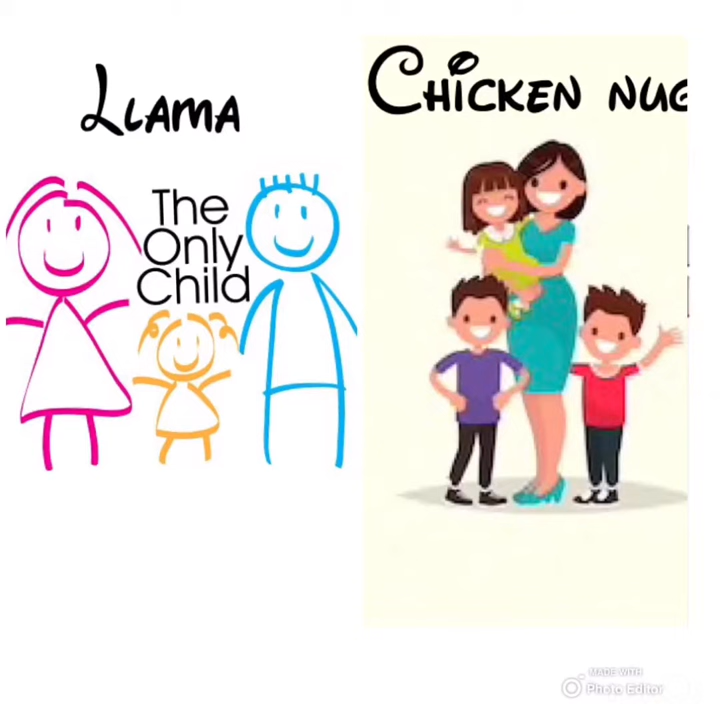 Llama
The
Only
Child
Chicken nug
MADE WITH
Photo Editor